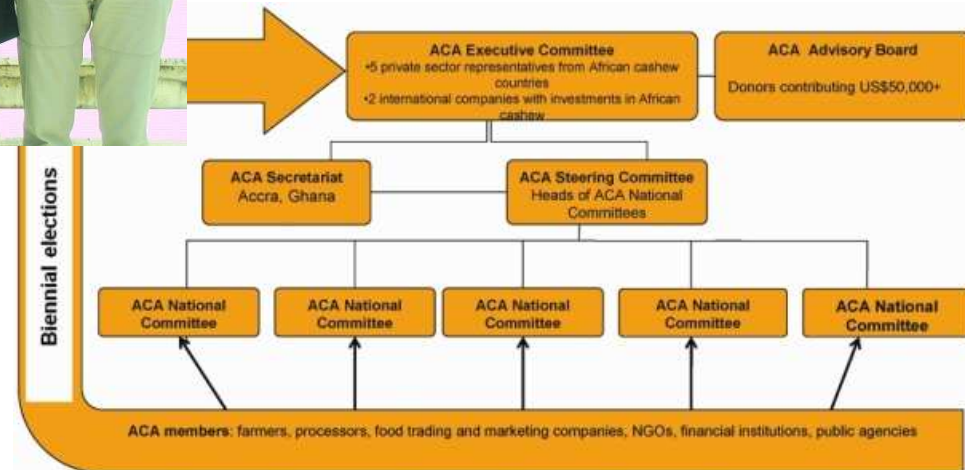 ACA Executive Committee
•5 private sector representatives from African cashew
countries
•2 international companies with investments in African
cashew
ACA Advisory Board
Donors contributing US$50,000+
ACA Secretariat
Accra, Ghana
ACA Steering Committee
Heads of ACA National
Committees
Biennial elections
ACA National
Committee
ACA National
Committee
ACA National
Committee
ACA National
Committee
ACA National
Committee
ACA members: farmers, processors, food trading and marketing companies, NGOs, financial institutions, public agencies